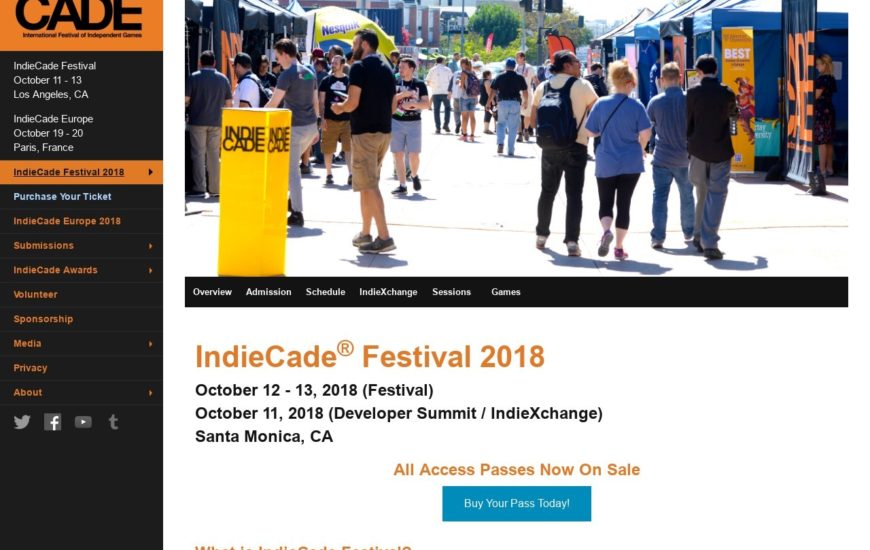 CADE
International Festival of Independent Games
IndieCade Festival
October 11 - 13
Los Angeles, CA
IndieCade Europe
October 19 - 20
Paris, France
IndieCade Festival 2018
Purchase Your Ticket
IndieCade Europe 2018
Submissions
IndieCade Awards
Volunteer
Sponsorship
Media
Privacy
About
Nesquik
INDIE
CADE
INDIE
CADE
BEST
Overview Admission Schedule IndieXchange Sessions Games
IndieCade® Festival 2018
October 12 - 13, 2018 (Festival)
October 11, 2018 (Developer Summit / IndieXchange)
Santa Monica, CA
All Access Passes Now On Sale
Buy Your Pass Today!
What is IndieCade Festival?